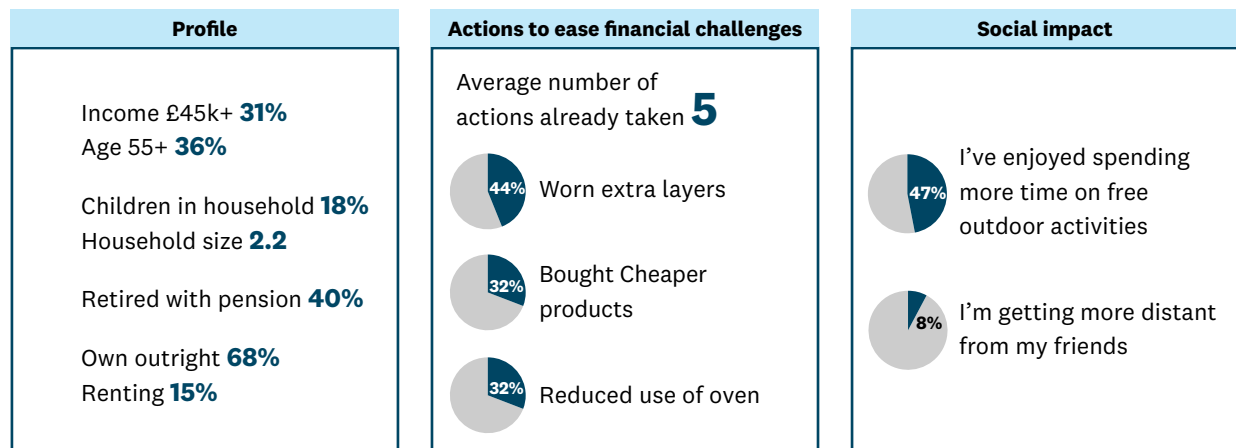 Profile
Income £45k+ 31%
Age 55+ 36%
Children in household 18%
Household size 2.2
Retired with pension 40%
Own outright 68%
Renting 15%
Actions to ease financial challenges
Average number of
actions already taken 5
44% Worn extra layers
32% Bought Cheaper
products
32% Reduced use of oven
Social impact
I’ve enjoyed spending
47% more time on free
outdoor activities
8% I’m getting more distant
from my friends